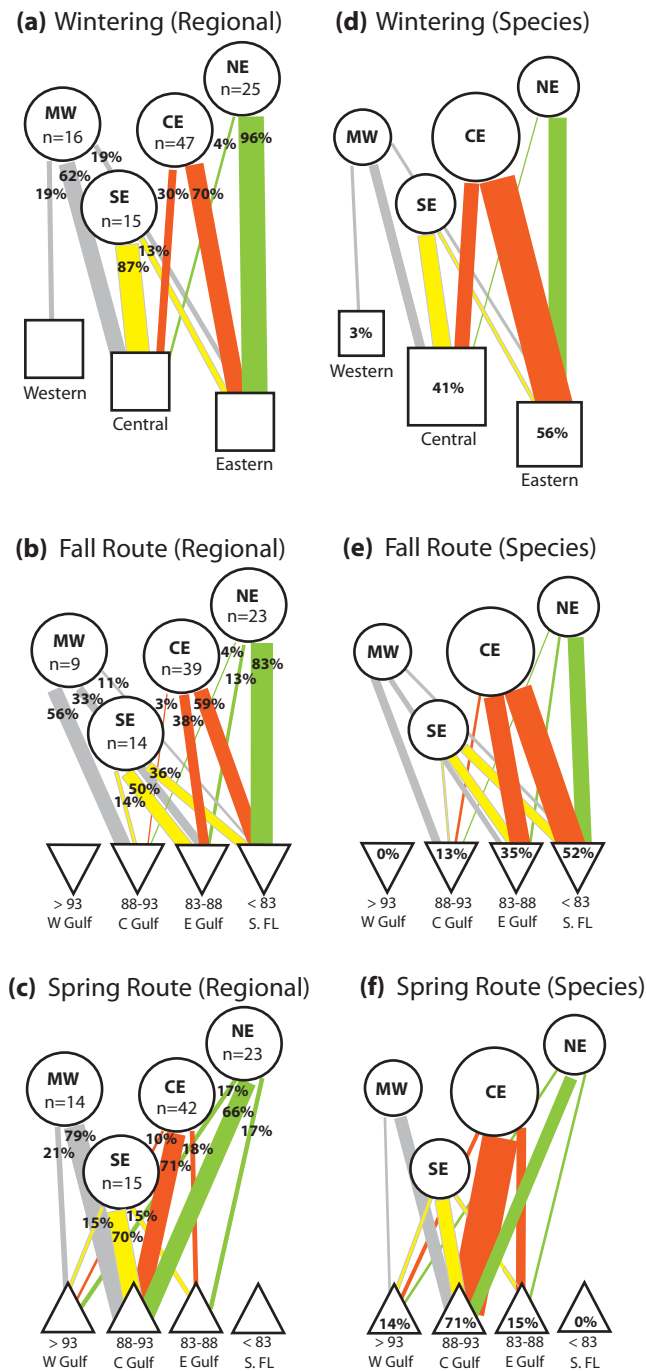 (a) Wintering (Regional)
NE
n=25
MW
n=16
CE
n=47
4% 96%
19%
62%
19%
SE
n=15
30% 70%
13%
87%
Western
Central
Eastern
(d) Wintering (Species)
NE
MW
CE
SE
3%
Western
41%
Central
56%
Eastern
(b) Fall Route (Regional)
NE
n=23
MW
n=9
CE
n=39
4%
83%
13%
11%
33%
56%
SE
n=14
3% 59%
38%
36%
50%
14%
> 93 88-93 83-88 < 83
W Gulf C Gulf E Gulf S. FL
(e) Fall Route (Species)
NE
MW
CE
SE
0% 13% 35% 52%
> 93 88-93 83-88 < 83
W Gulf C Gulf E Gulf S. FL
(c) Spring Route (Regional)
NE
n=23
MW
n=14
CE
n=42
17%
66%
17%
79%
21%
10%
18%
71%
SE
n=15
15% 15%
70%
> 93 88-93 83-88 < 83
W Gulf C Gulf E Gulf S. FL
(f) Spring Route (Species)
NE
MW
CE
SE
14% 71% 15% 0%
> 93 88-93 83-88 < 83
W Gulf C Gulf E Gulf S. FL